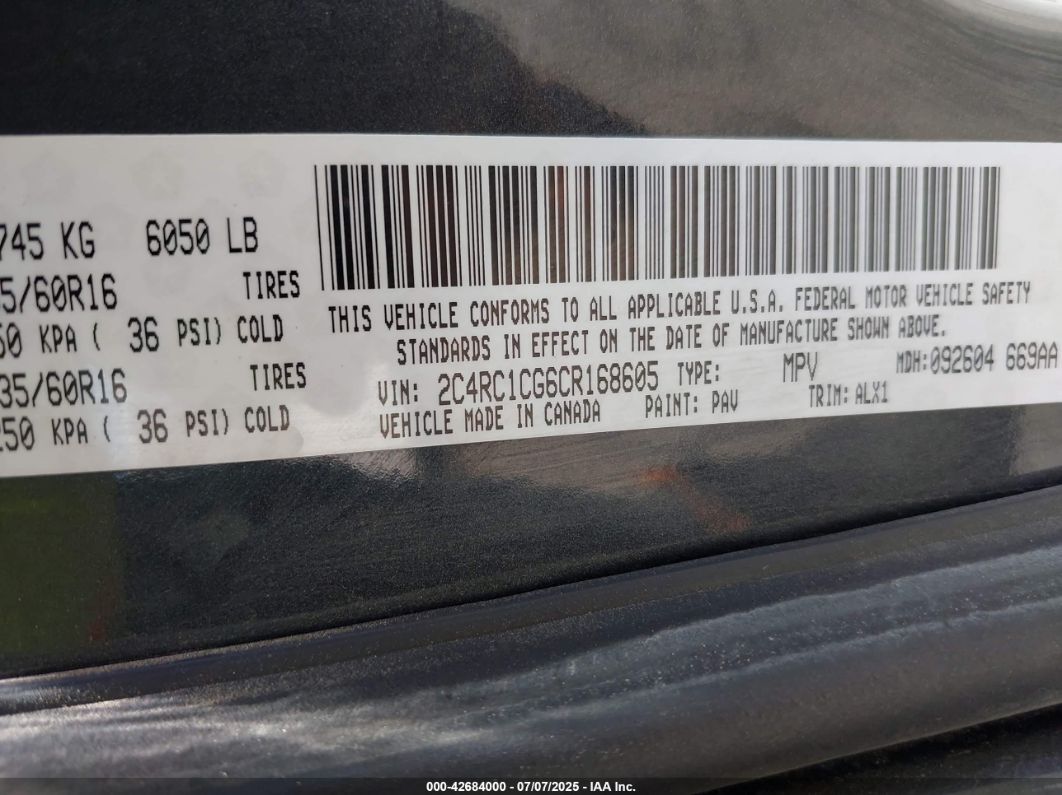 745 KG 6050 LB
5/60R16 TIRES
50 KPA ( 36 PSI) COLD
35/60R16 TIRES
250 KPA ( 36 PSI) COLD
THIS VEHICLE CONFORMS TO ALL APPLICABLE U.S.A. FEDERAL MOTOR VEHICLE SAFETY
STANDARDS IN EFFECT ON THE DATE OF MANUFACTURE SHOWN ABOVE.
VIN: 2C4RC1CG6CR168605 TYPE: MPV MDH:092604 669AA
VEHICLE MADE IN CANADA PAINT: PAV TRIM: ALX1
000-42684000 - 07/07/2025 - IAA Inc.